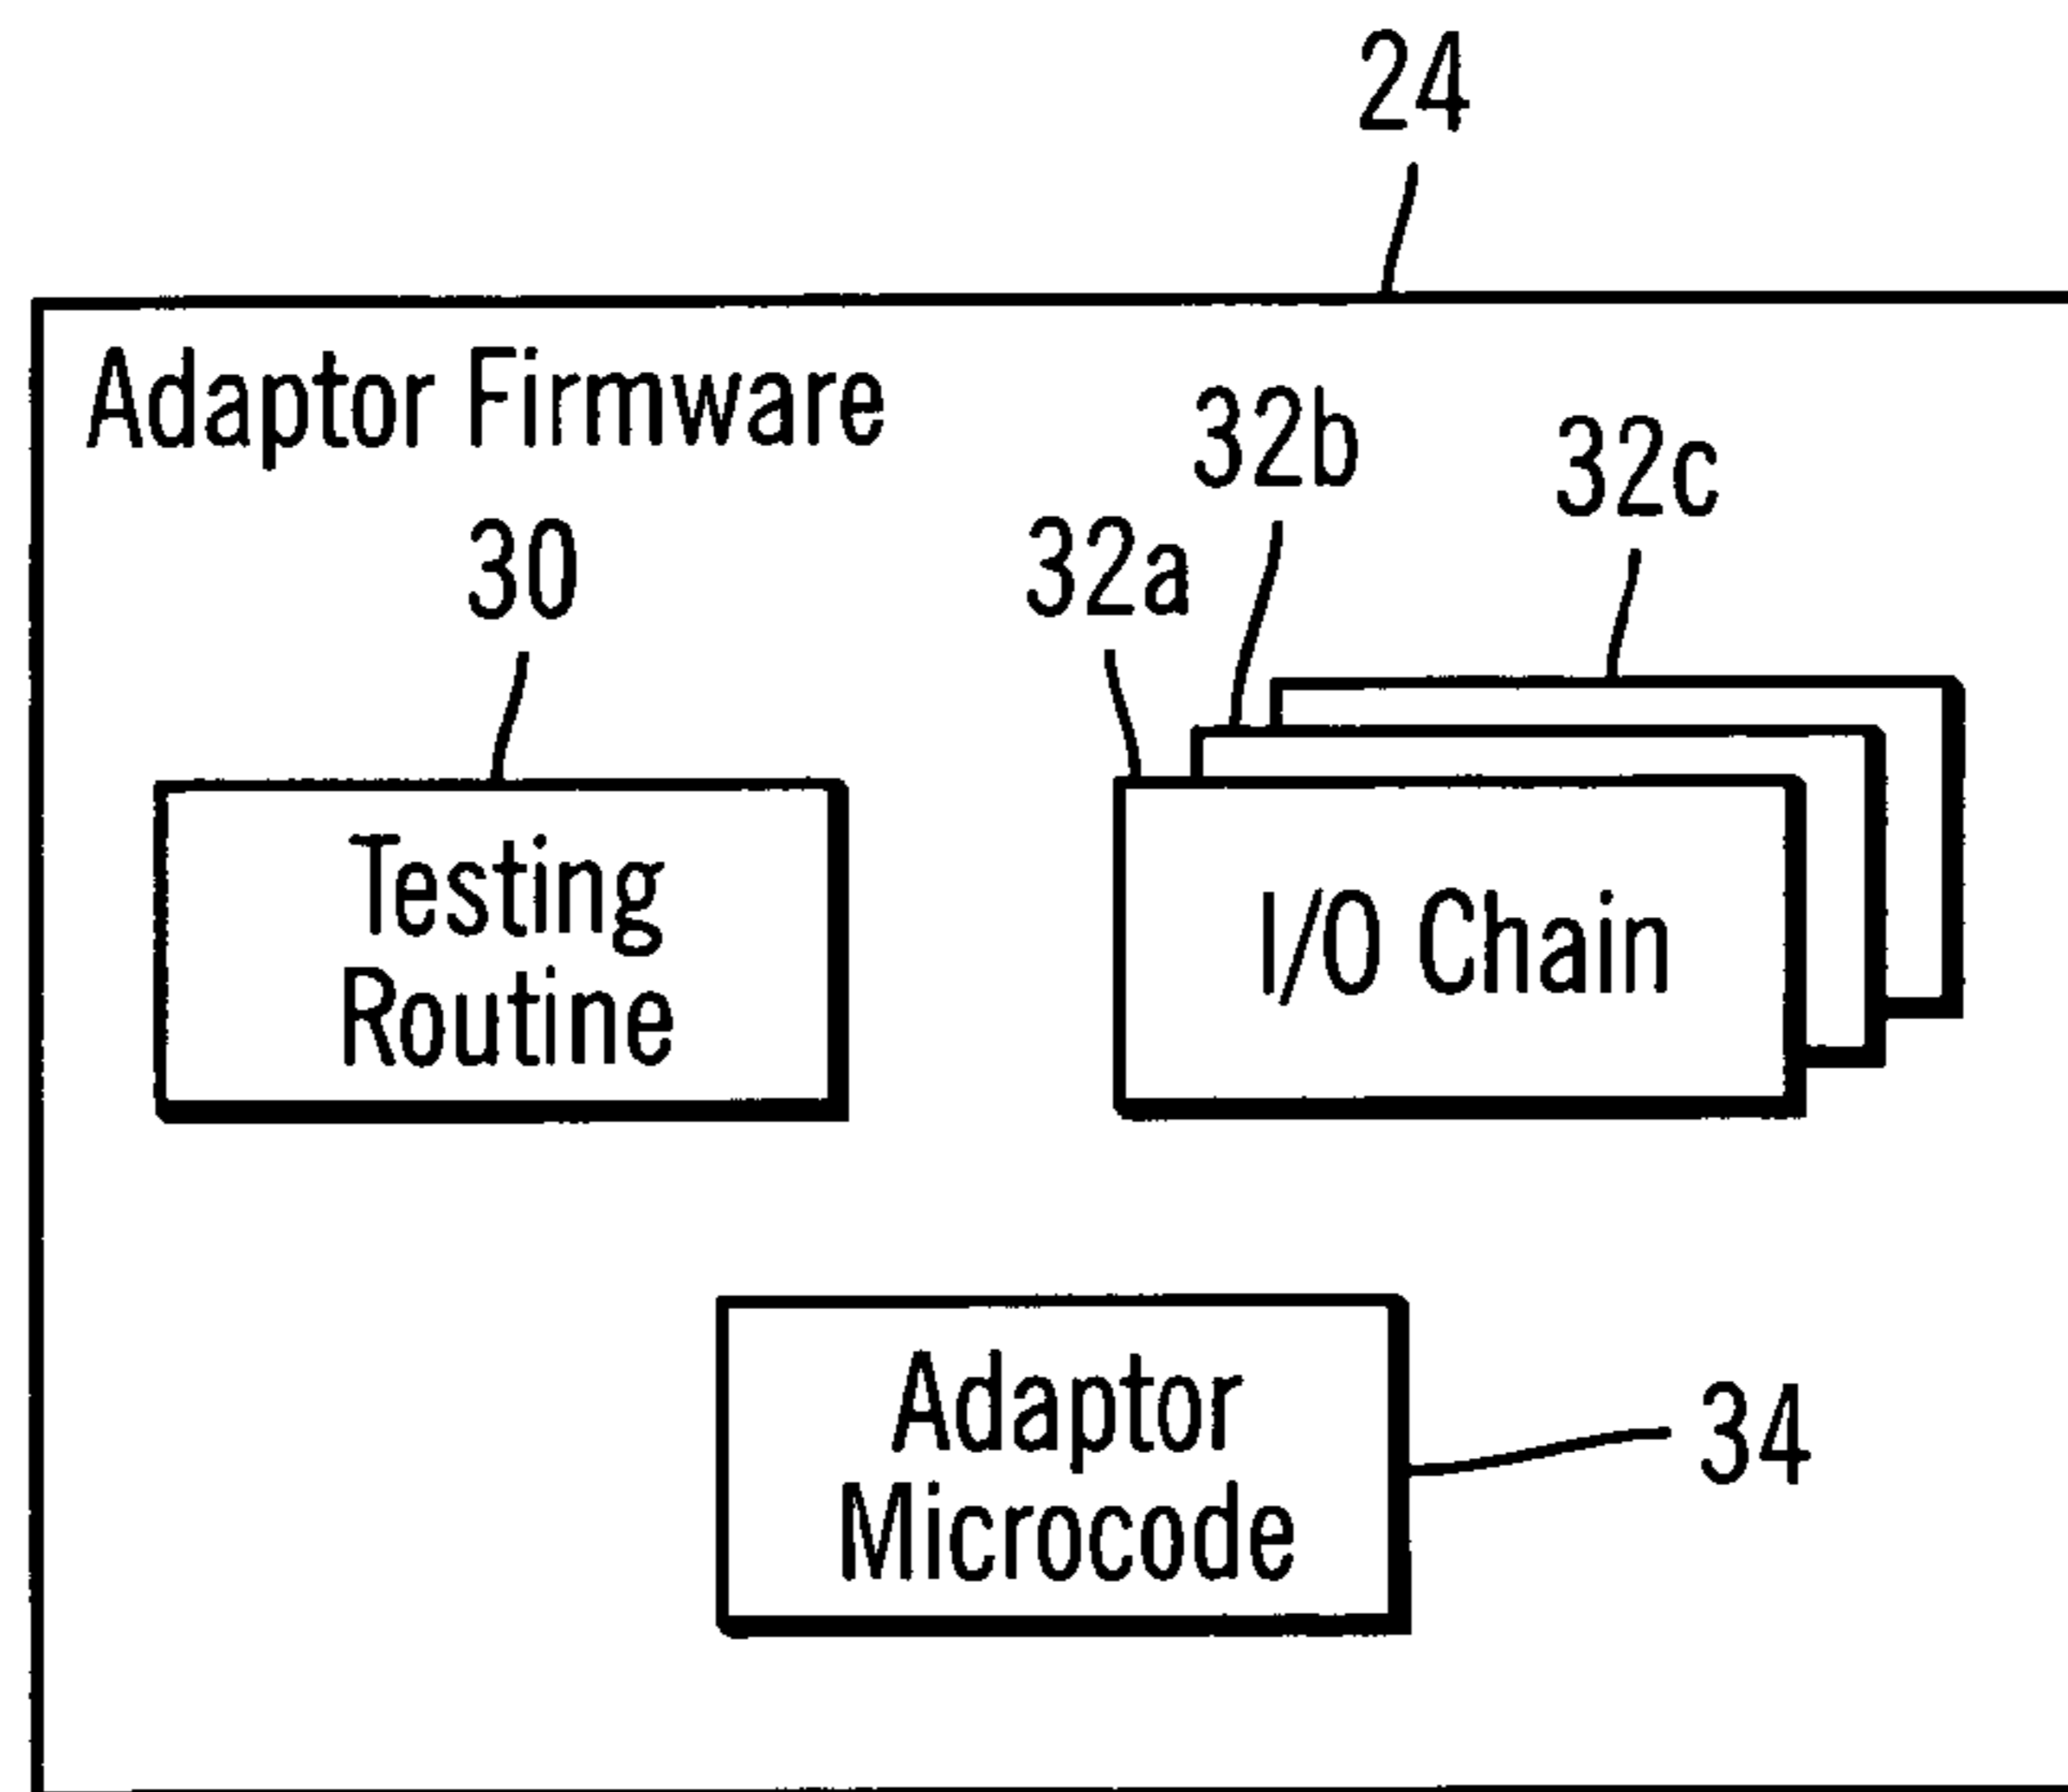 24
Adaptor Firmware
32b
32c
30
32a
Testing
Routine
I/O Chain
Adaptor
Microcode
34